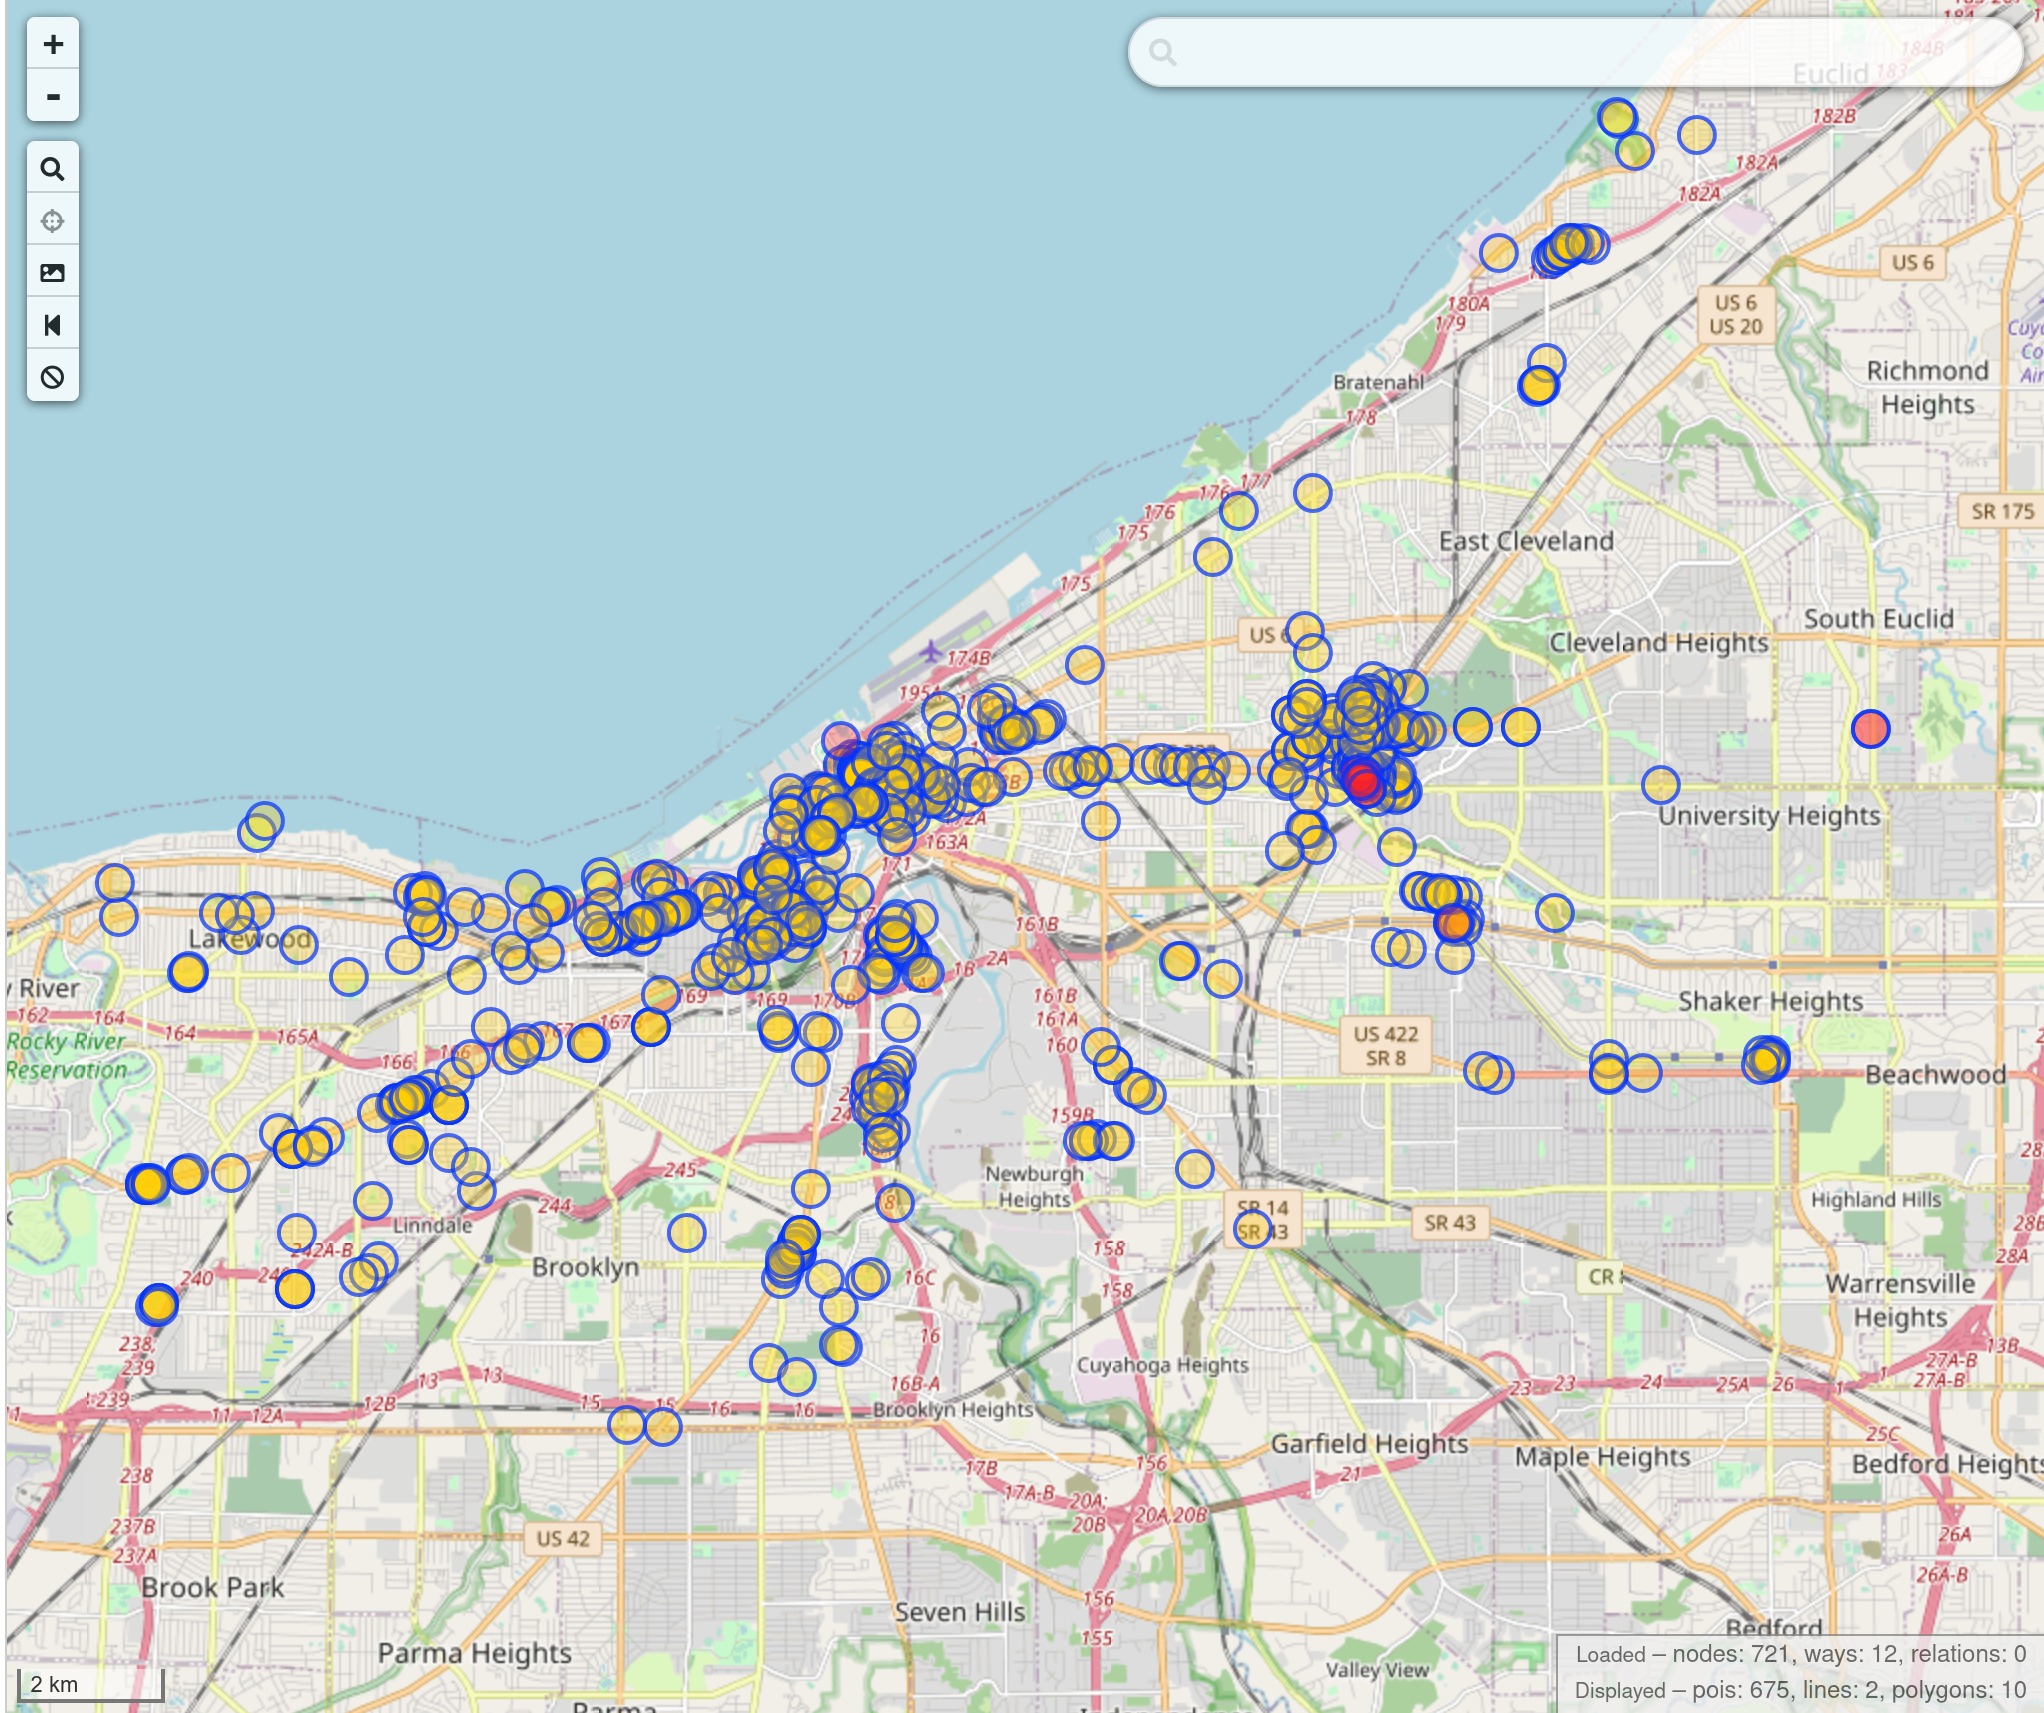 +
-
184B
Euclid
183
182B
182A
182A
US 6
180A
179
US 6
US 20
Richmond
Heights
Bratenahl
178
177
176
176
SR 175
175
East Cleveland
175
South Euclid
US 6
Cleveland Heights
174B
University Heights
172A
163A
171
161B
Lakewood
2A
1B
River
169
169
170B
161B
161A
Shaker Heights
162
164
164
165A
160
US 422
SR 8
Rocky River
Reservation
166
Beachwood
159B
245
Newburgh
Heights
244
Linndale
SR 14
SR 43
SR 43
Highland Hills
28B
28A
242A-B
158
Brooklyn
240
16C
158
CR
Warrensville
Heights
238,
239
16
13B
Cuyahoga Heights
27A-B
27A-B
13
13
239
12B
15
15
16
16
16B-A
Brooklyn Heights
23
23
24
25A
26
1
1
11
11
12A
25C
Garfield Heights
Maple Heights
Bedford Heights
238
17B
156
21
17A-B
20A;
20B
20A,20B
237B
237A
US 42
26A
26A-B
Brook Park
156
Seven Hills
155
Bedford
Parma Heights
Valley View
Loaded – nodes: 721, ways: 12, relations: 0
2 km
Displayed – pois: 675, lines: 2, polygons: 10
Parma